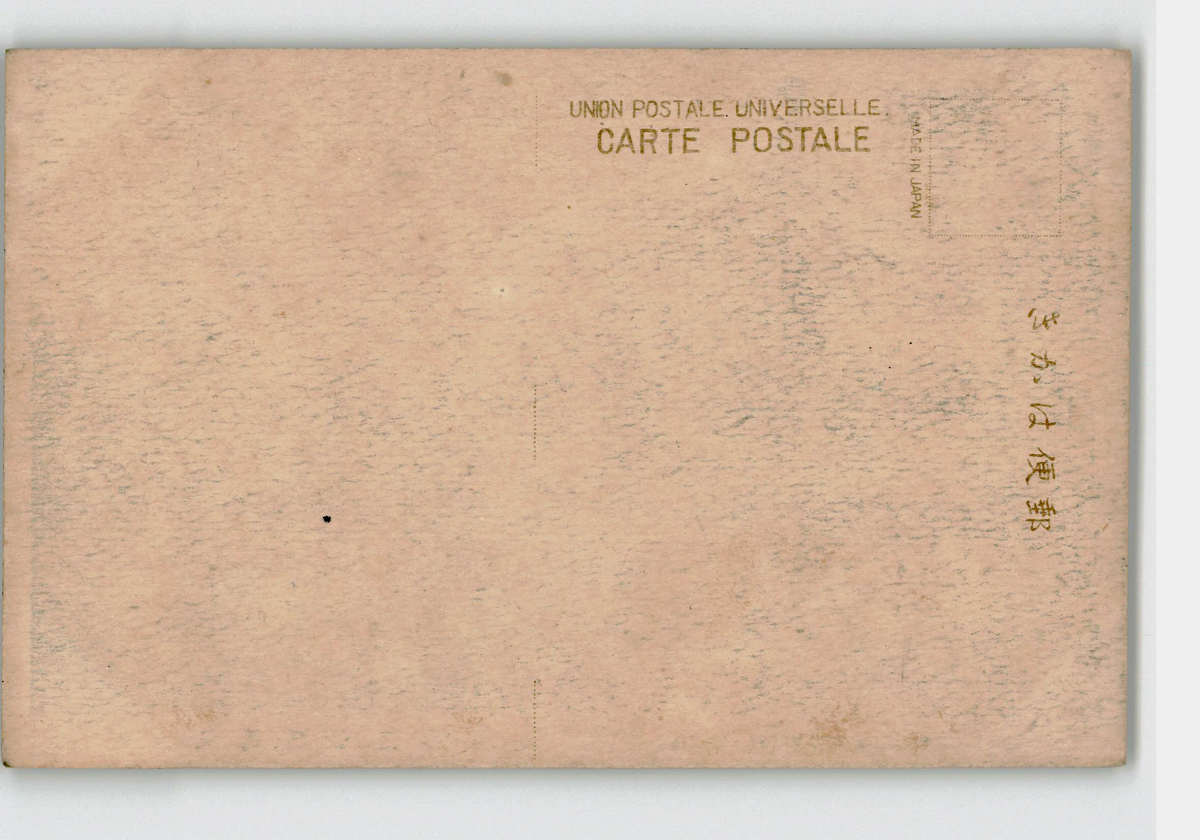 UNION POSTALE UNIVERSELLE.
CARTE POSTALE
MADE IN JAPAN
郵便はかき